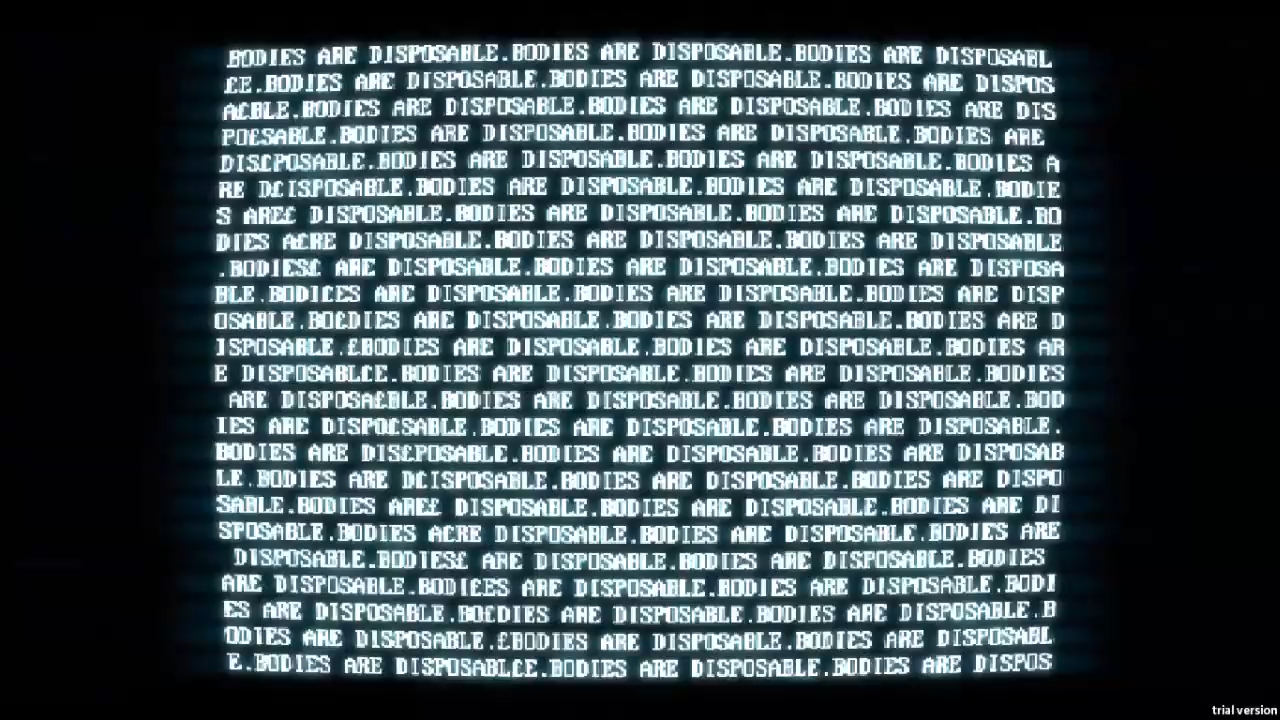 BODIES ARE DISPOSABLE.BODIES ARE DISPOSABLE.BODIES ARE DISPOSABL
£E.BODIES ARE DISPOSABLE.BODIES ARE DISPOSABLE.BODIES ARE DISPOS
A£BLE.BODIES ARE DISPOSABLE.BODIES ARE DISPOSABLE.BODIES ARE DIS
PO£SABLE.BODIES ARE DISPOSABLE.BODIES ARE DISPOSABLE.BODIES ARE
DIS£POSABLE.BODIES ARE DISPOSABLE.BODIES ARE DISPOSABLE.BODIES A
RE D£ISPOSABLE.BODIES ARE DISPOSABLE.BODIES ARE DISPOSABLE.BODIE
S ARE£ DISPOSABLE.BODIES ARE DISPOSABLE.BODIES ARE DISPOSABLE.BO
DIES A£RE DISPOSABLE.BODIES ARE DISPOSABLE.BODIES ARE DISPOSABLE
.BODIES£ ARE DISPOSABLE.BODIES ARE DISPOSABLE.BODIES ARE DISPOSA
BLE.BODI£ES ARE DISPOSABLE.BODIES ARE DISPOSABLE.BODIES ARE DISP
OSABLE.BO£DIES ARE DISPOSABLE.BODIES ARE DISPOSABLE.BODIES ARE D
ISPOSABLE.£BODIES ARE DISPOSABLE.BODIES ARE DISPOSABLE.BODIES AR
E DISPOSABL£E.BODIES ARE DISPOSABLE.BODIES ARE DISPOSABLE.BODIES
ARE DISPOSA£BLE.BODIES ARE DISPOSABLE.BODIES ARE DISPOSABLE.BOD
IES ARE DISPO£SABLE.BODIES ARE DISPOSABLE.BODIES ARE DISPOSABLE.
BODIES ARE DIS£POSABLE.BODIES ARE DISPOSABLE.BODIES ARE DISPOSAB
LE.BODIES ARE D£ISPOSABLE.BODIES ARE DISPOSABLE.BODIES ARE DISPO
SABLE.BODIES ARE£ DISPOSABLE.BODIES ARE DISPOSABLE.BODIES ARE DI
SPOSABLE.BODIES A£RE DISPOSABLE.BODIES ARE DISPOSABLE.BODIES ARE
DISPOSABLE.BODIES£ ARE DISPOSABLE.BODIES ARE DISPOSABLE.BODIES
ARE DISPOSABLE.BODI£ES ARE DISPOSABLE.BODIES ARE DISPOSABLE.BODI
ES ARE DISPOSABLE.BO£DIES ARE DISPOSABLE.BODIES ARE DISPOSABLE.B
ODIES ARE DISPOSABLE.£BODIES ARE DISPOSABLE.BODIES ARE DISPOSABL
E.BODIES ARE DISPOSABL£E.BODIES ARE DISPOSABLE.BODIES ARE DISPOS
trial version